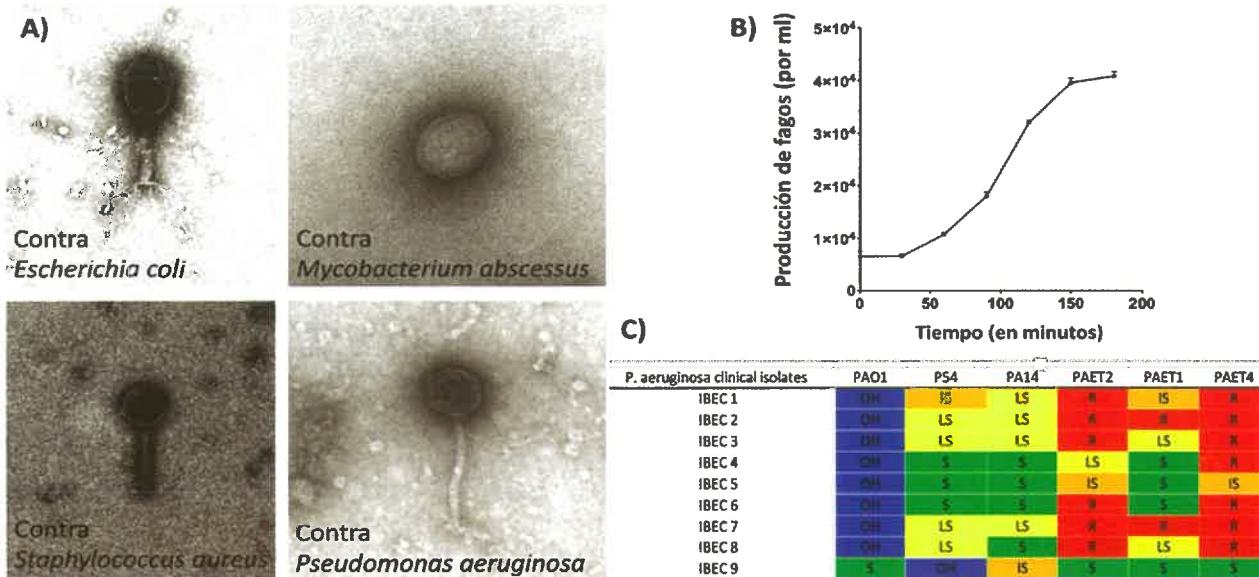 A)
Contra
Escherichia coli
Contra
Mycobacterium abscessus
Contra
Staphylococcus aureus
Contra
Pseudomonas aeruginosa
B)
Producción de fagos (por ml)
5×10⁴
4×10⁴
3×10⁴
2×10⁴
1×10⁴
0
0 50 100 150 200
Tiempo (en minutos)
C)
P. aeruginosa clinical isolates PAO1 PS4 PA14 PAET2 PAET1 PAET4
IBEC 1 OH LS R IS R
IBEC 2 OH LS LS R R R
IBEC 3 OH LS LS R LS R
IBEC 4 OH S S LS S R
IBEC 5 OH S S IS S IS
IBEC 6 OH S S R S R
IBEC 7 OH LS LS R R R
IBEC 8 OH LS S R LS R
IBEC 9 S OH IS S S S